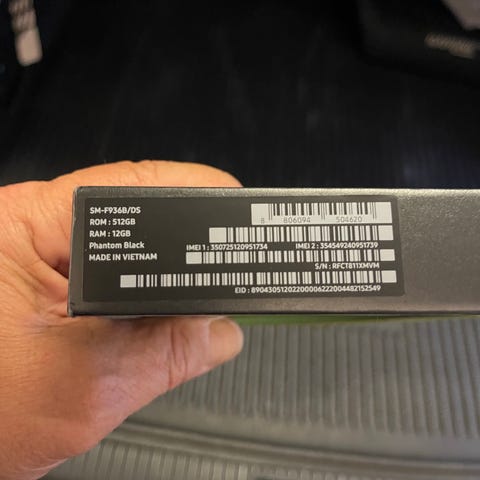 SM-F936B/DS
ROM : 512GB
RAM : 12GB
Phantom Black
MADE IN VIETNAM
8 806094 504620
IMEI 1 : 350725120951734 IMEI 2 : 354549240951739
S/N : RFCT811XMVM
EID : 89043051202200006222004482152549